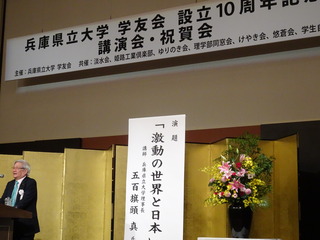 兵庫県立大学 学友会 設立10周年記念
講演会・祝賀会
主催：兵庫県立大学 学友会 共催：淡水会、姫路工業倶楽部、ゆりのき会、理学部同窓会、けやき会、悠蒼会、学生自
演題
「激動の世界と日本
講師 兵庫県立大学理事長
五百旗頭 真